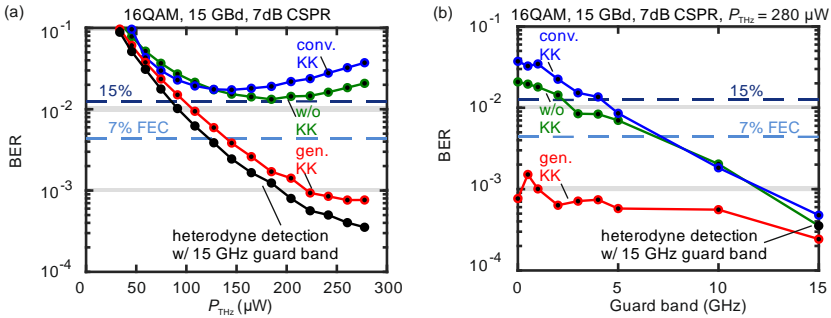 (a)
16QAM, 15 GBd, 7dB CSPR
10⁻¹
10⁻²
10⁻³
10⁻⁴
BER
conv.
KK
15%
w/o
KK
7% FEC
gen.
KK
heterodyne detection
w/ 15 GHz guard band
0 50 100 150 200 250 300
P_THz (µW)
(b)
16QAM, 15 GBd, 7dB CSPR, P_THz = 280 µW
10⁻¹
10⁻²
10⁻³
10⁻⁴
BER
conv.
KK
15%
w/o
KK
7% FEC
gen.
KK
heterodyne detection
w/ 15 GHz guard band
0 5 10 15
Guard band (GHz)